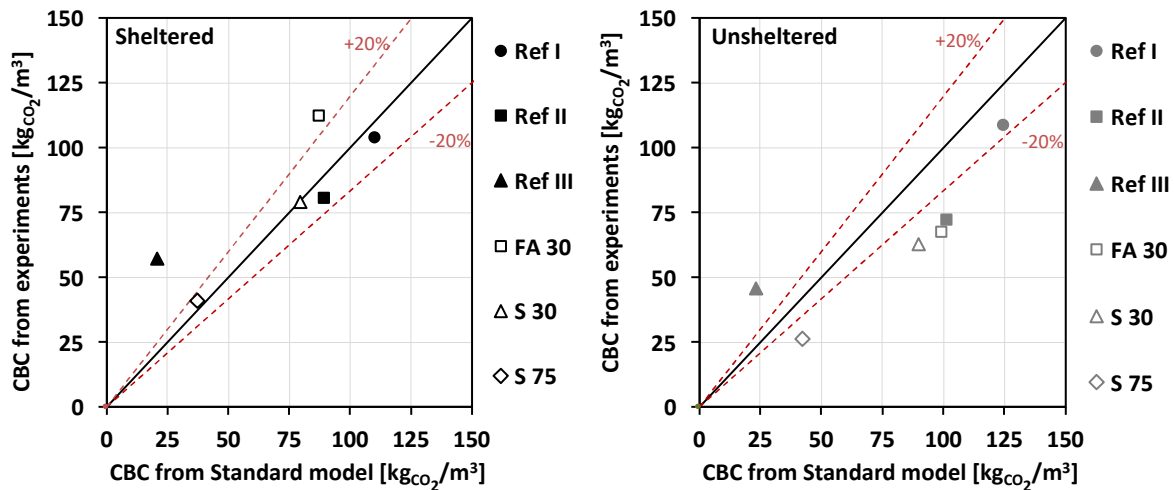 Sheltered
+20%
-20%
150
125
100
75
50
25
0
0 25 50 75 100 125 150
CBC from experiments [kgCO2/m³]
CBC from Standard model [kgCO2/m³]
Ref I
Ref II
Ref III
FA 30
S 30
S 75
Unsheltered
+20%
-20%
150
125
100
75
50
25
0
0 25 50 75 100 125 150
CBC from experiments [kgCO2/m³]
CBC from Standard model [kgCO2/m³]
Ref I
Ref II
Ref III
FA 30
S 30
S 75